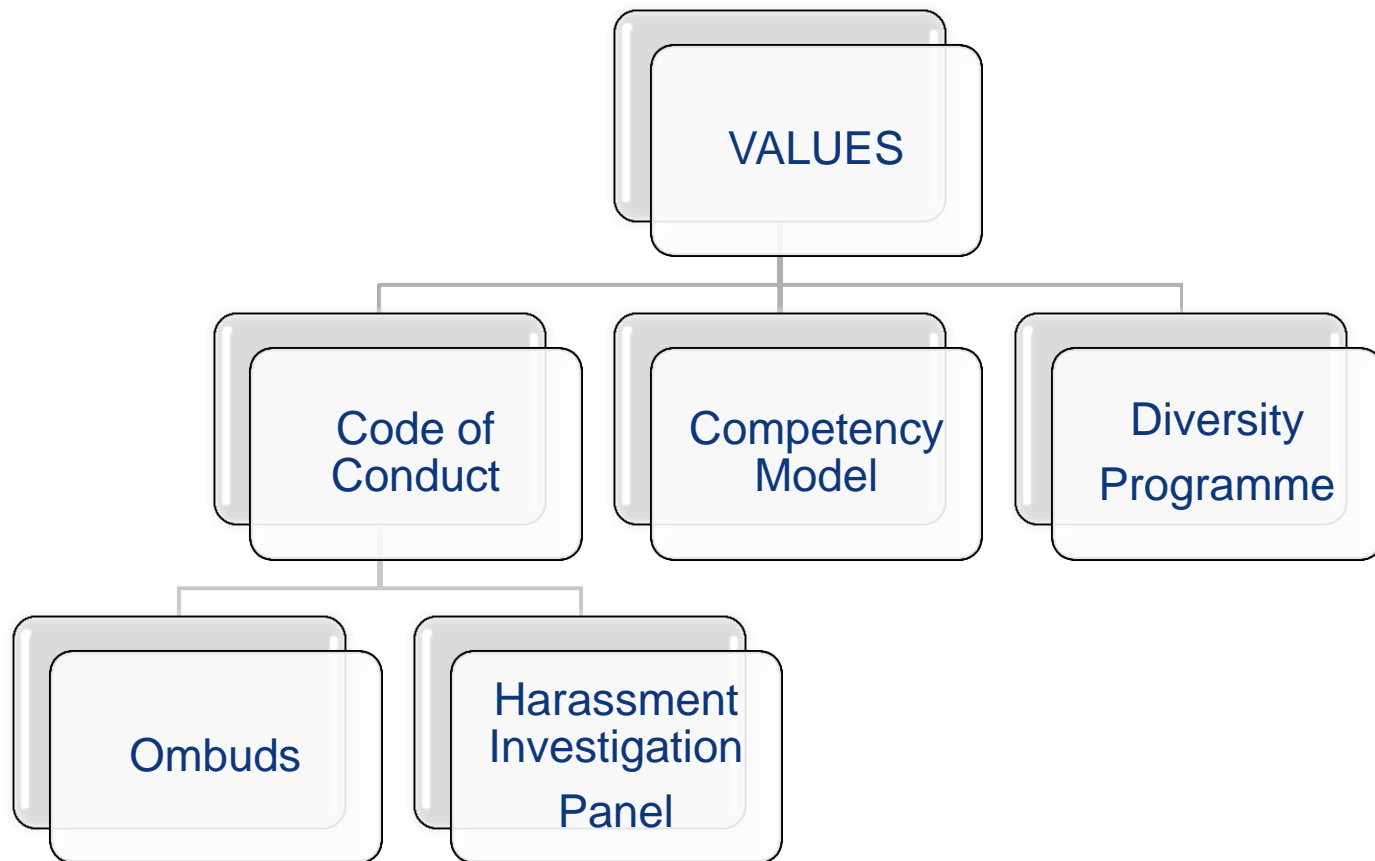 VALUES
Code of
Conduct
Competency
Model
Diversity
Programme
Ombuds
Harassment
Investigation
Panel